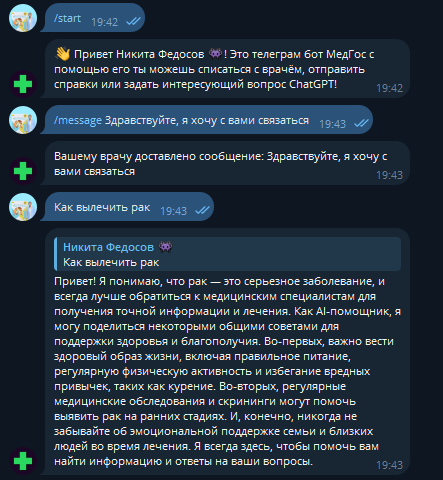 /start 19:42
👋 Привет Никита Федосов 👾! Это телеграм бот МедГос с
помощью его ты можешь списаться с врачём, отправить
справки или задать интересующий вопрос ChatGPT!
19:42
/message Здравствуйте, я хочу с вами связаться 19:43
Вашему врачу доставлено сообщение: Здравствуйте, я хочу с
вами связаться
19:43
Как вылечить рак 19:43
Никита Федосов 👾
Как вылечить рак
Привет! Я понимаю, что рак — это серьезное заболевание, и
всегда лучше обратиться к медицинским специалистам для
получения точной информации и лечения. Как AI-помощник, я
могу поделиться некоторыми общими советами для
поддержки здоровья и благополучия. Во-первых, важно вести
здоровый образ жизни, включая правильное питание,
регулярную физическую активность и избегание вредных
привычек, таких как курение. Во-вторых, регулярные
медицинские обследования и скрининги могут помочь
выявить рак на ранних стадиях. И, конечно, никогда не
забывайте об эмоциональной поддержке семьи и близких
людей во время лечения. Я всегда здесь, чтобы помочь вам
найти информацию и ответы на ваши вопросы.
19:43